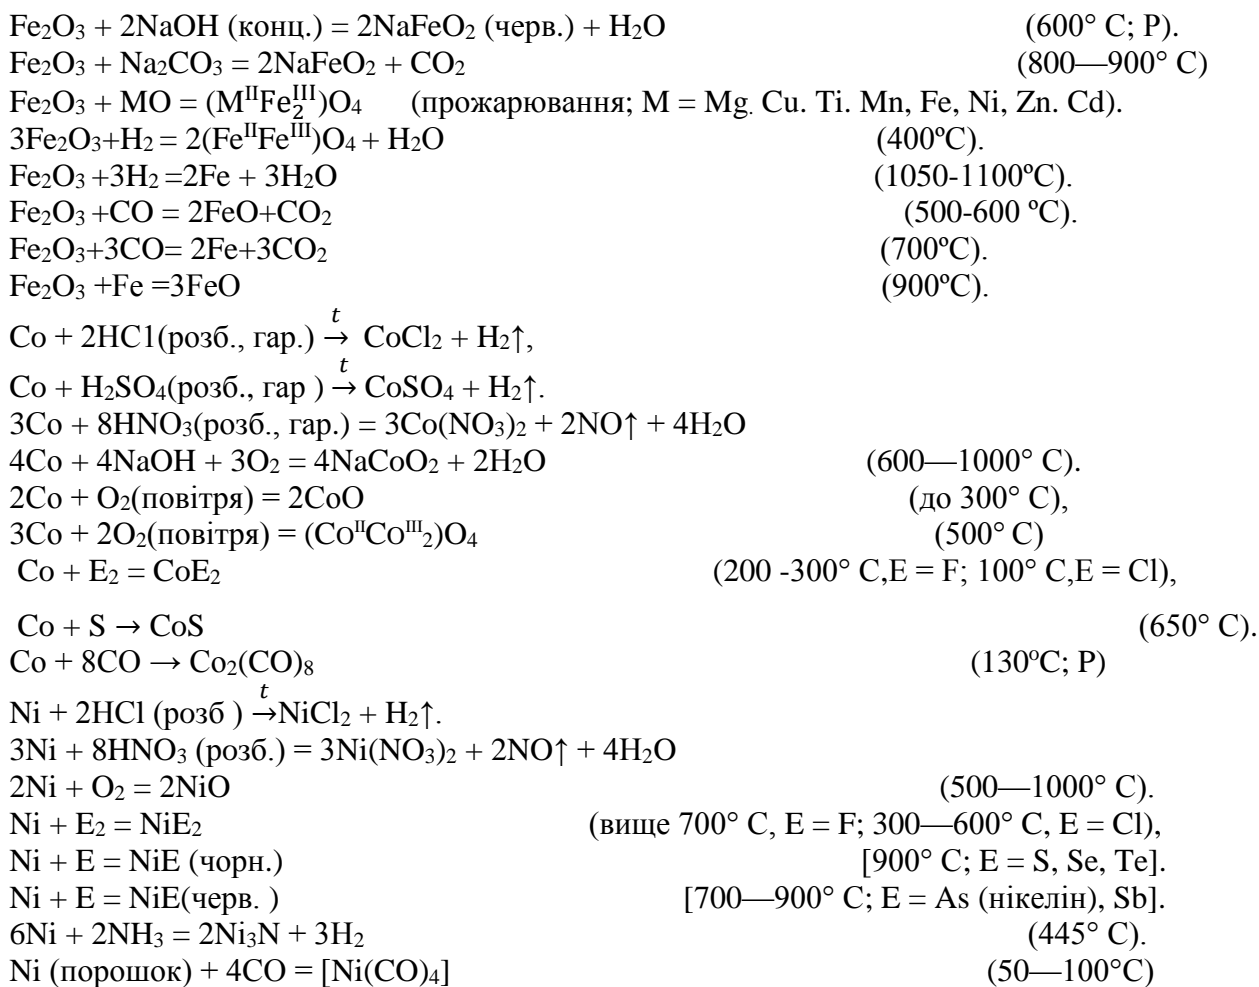 Fe₂O₃ + 2NaOH (конц.) = 2NaFeO₂ (черв.) + H₂O (600° C; P).
Fe₂O₃ + Na₂CO₃ = 2NaFeO₂ + CO₂ (800—900° C)
Fe₂O₃ + MO = (MᴵᴵFe₂ᴵᴵᴵ)O₄ (прожарювання; M = Mg. Cu. Ti. Mn, Fe, Ni, Zn. Cd).
3Fe₂O₃+H₂ = 2(FeᴵᴵFeᴵᴵᴵ)O₄ + H₂O (400ºC).
Fe₂O₃ +3H₂ =2Fe + 3H₂O (1050-1100ºC).
Fe₂O₃ +CO = 2FeO+CO₂ (500-600 ºC).
Fe₂O₃+3CO= 2Fe+3CO₂ (700ºC).
Fe₂O₃ +Fe =3FeO (900ºC).
Co + 2HC1(розб., гар.) →ᵗ CoCl₂ + H₂↑,
Co + H₂SO₄(розб., гар ) →ᵗ CoSO₄ + H₂↑.
3Co + 8HNO₃(розб., гар.) = 3Co(NO₃)₂ + 2NO↑ + 4H₂O
4Co + 4NaOH + 3O₂ = 4NaCoO₂ + 2H₂O (600—1000° C).
2Co + O₂(повітря) = 2CoO (до 300° C),
3Co + 2O₂(повітря) = (CoᴵᴵCoᴵᴵᴵ₂)O₄ (500° C)
Co + E₂ = CoE₂ (200 -300° C,E = F; 100° C,E = Cl),
Co + S → CoS (650° C).
Co + 8CO → Co₂(CO)₈ (130ºC; P)
Ni + 2HCl (розб ) →ᵗNiCl₂ + H₂↑.
3Ni + 8HNO₃ (розб.) = 3Ni(NO₃)₂ + 2NO↑ + 4H₂O
2Ni + O₂ = 2NiO (500—1000° C).
Ni + E₂ = NiE₂ (вище 700° C, E = F; 300—600° C, E = Cl),
Ni + E = NiE (чорн.) [900° C; E = S, Se, Te].
Ni + E = NiE(черв. ) [700—900° C; E = As (нікелін), Sb].
6Ni + 2NH₃ = 2Ni₃N + 3H₂ (445° C).
Ni (порошок) + 4CO = [Ni(CO)₄] (50—100°C)